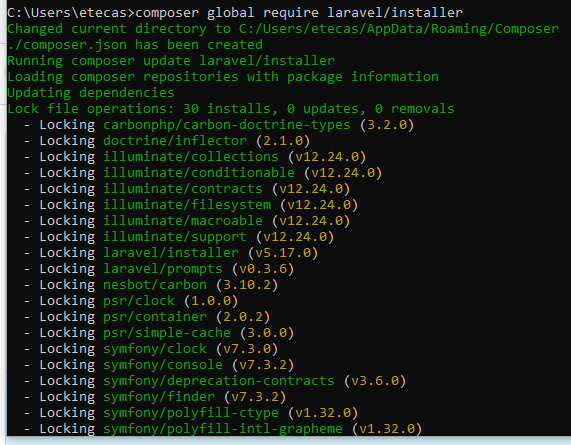 C:\Users\etecas>composer global require laravel/installer
Changed current directory to C:/Users/etecas/AppData/Roaming/Composer
./composer.json has been created
Running composer update laravel/installer
Loading composer repositories with package information
Updating dependencies
Lock file operations: 30 installs, 0 updates, 0 removals
  - Locking carbonphp/carbon-doctrine-types (3.2.0)
  - Locking doctrine/inflector (2.1.0)
  - Locking illuminate/collections (v12.24.0)
  - Locking illuminate/conditionable (v12.24.0)
  - Locking illuminate/contracts (v12.24.0)
  - Locking illuminate/filesystem (v12.24.0)
  - Locking illuminate/macroable (v12.24.0)
  - Locking illuminate/support (v12.24.0)
  - Locking laravel/installer (v5.17.0)
  - Locking laravel/prompts (v0.3.6)
  - Locking nesbot/carbon (3.10.2)
  - Locking psr/clock (1.0.0)
  - Locking psr/container (2.0.2)
  - Locking psr/simple-cache (3.0.0)
  - Locking symfony/clock (v7.3.0)
  - Locking symfony/console (v7.3.2)
  - Locking symfony/deprecation-contracts (v3.6.0)
  - Locking symfony/finder (v7.3.2)
  - Locking symfony/polyfill-ctype (v1.32.0)
  - Locking symfony/polyfill-intl-grapheme (v1.32.0)